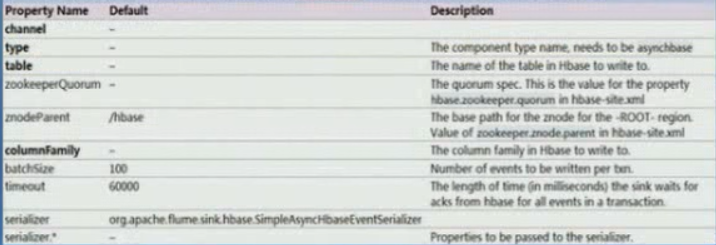 Property Name Default Description
channel –
type – The component type name, needs to be asynchbase
table – The name of the table in Hbase to write to.
zookeeperQuorum – The quorum spec. This is the value for the property
hbase.zookeeper.quorum in hbase-site.xml
znodeParent /hbase The base path for the znode for the -ROOT- region.
Value of zookeeper.znode.parent in hbase-site.xml
columnFamily – The column family in Hbase to write to.
batchSize 100 Number of events to be written per txn.
timeout 60000 The length of time (in milliseconds) the sink waits for
acks from hbase for all events in a transaction.
serializer org.apache.flume.sink.hbase.SimpleAsyncHbaseEventSerializer
serializer.* – Properties to be passed to the serializer.